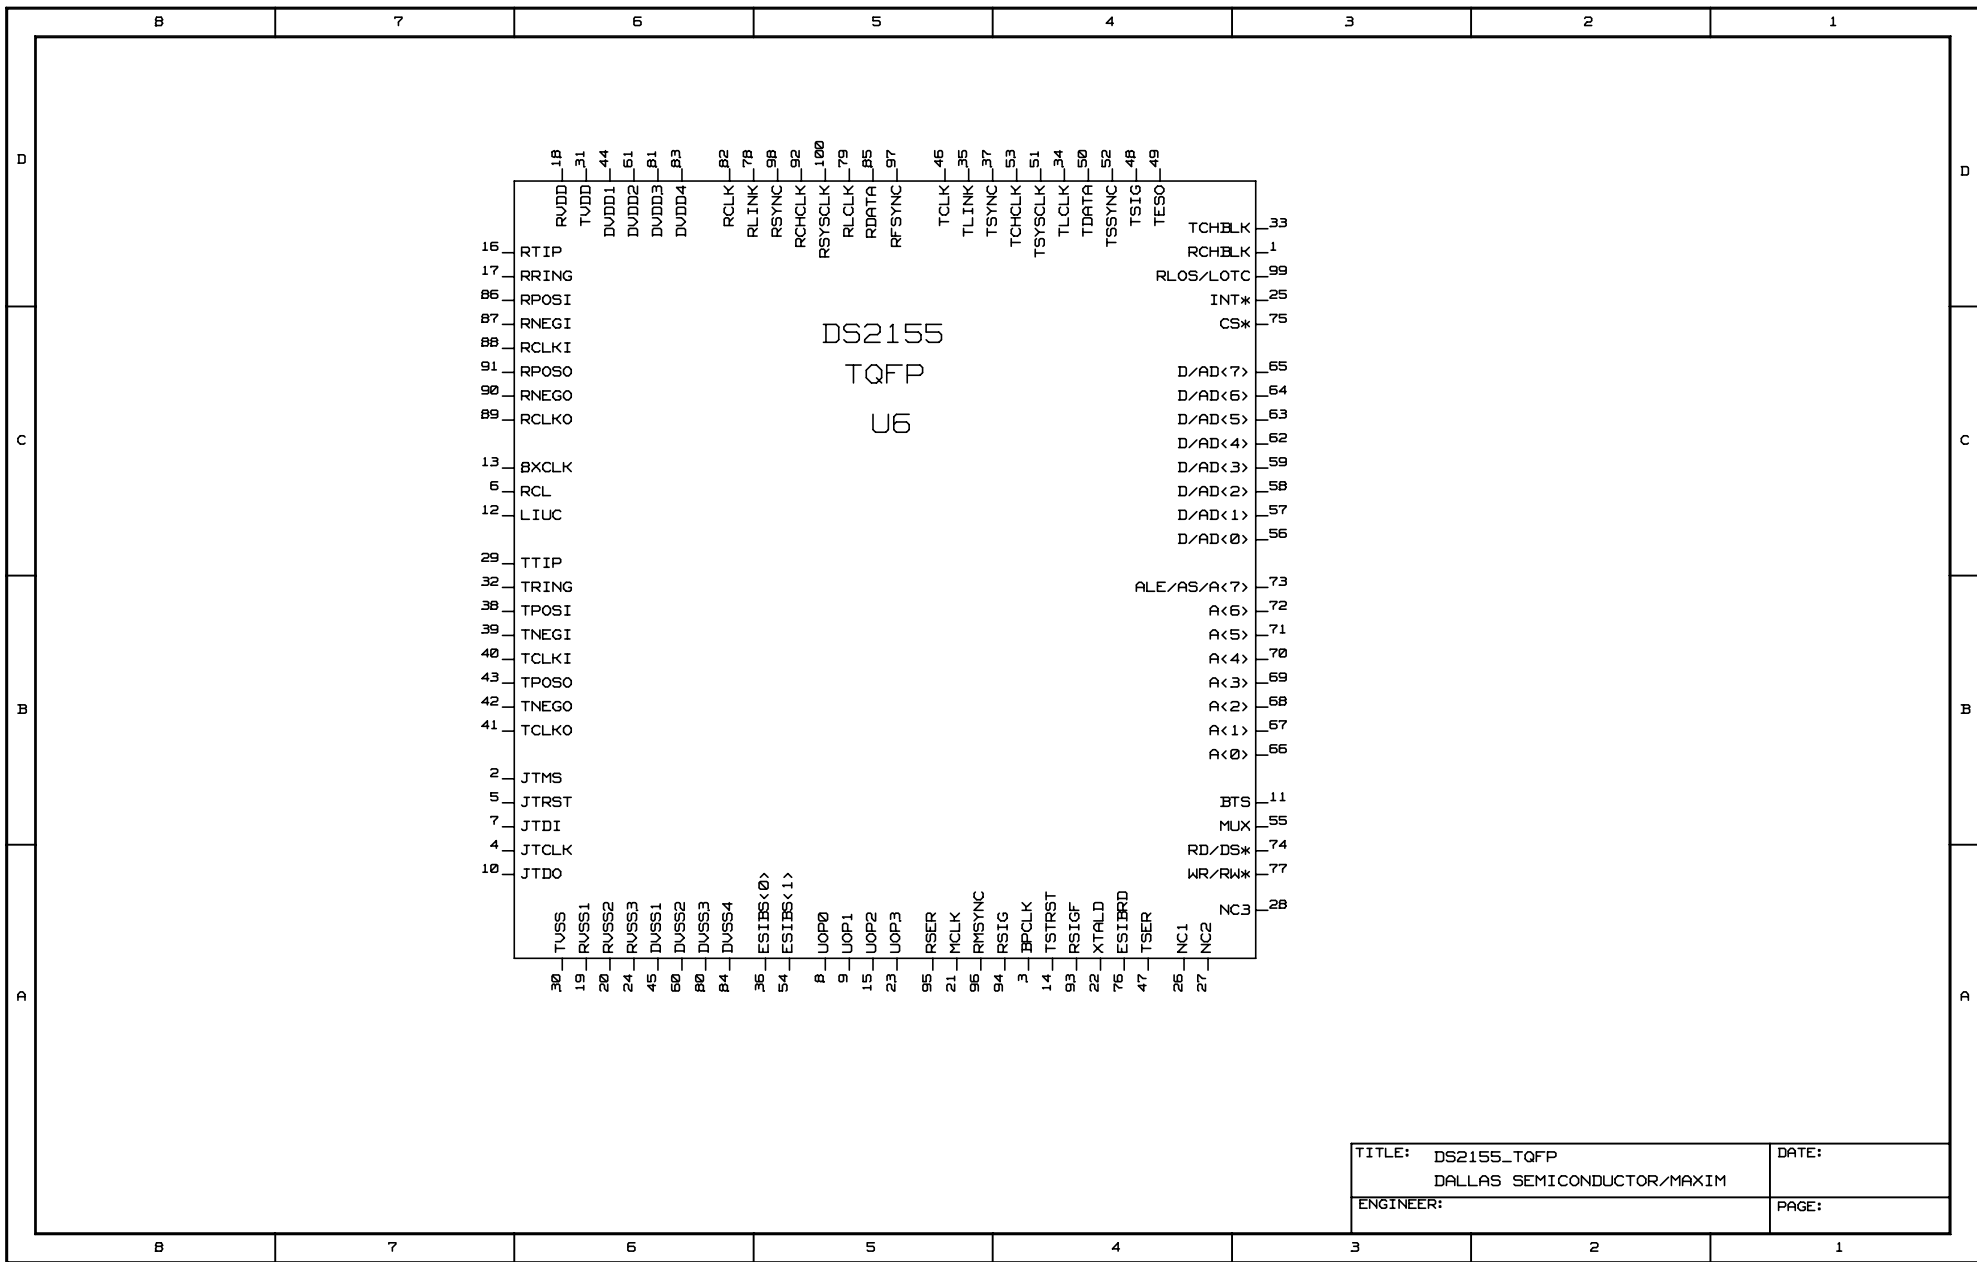 8 7 6 5 4 3 2 1
D
D
C
C
B
B
A
A
18 31 44 61 81 83 82 78 98 92 100 79 85 97 46 35 37 53 51 34 50 52 48 49
RVDD TVDD DVDD1 DVDD2 DVDD3 DVDD4 RCLK RLINK RSYNC RCHCLK RSYSCLK RLCLK RDATA RFSYNC TCLK TLINK TSYNC TCHCLK TSYSCLK TLCLK TDATA TSSYNC TSIG TESO
16 RTIP
17 RRING
86 RPOSI
87 RNEGI
88 RCLKI
91 RPOSO
90 RNEGO
89 RCLKO
13 8XCLK
6 RCL
12 LIUC
29 TTIP
32 TRING
38 TPOSI
39 TNEGI
40 TCLKI
43 TPOSO
42 TNEGO
41 TCLKO
2 JTMS
5 JTRST
7 JTDI
4 JTCLK
10 JTDO
DS2155
TQFP
U6
TCHBLK 33
RCHBLK 1
RLOS/LOTC 99
INT* 25
CS* 75
D/AD<7> 65
D/AD<6> 64
D/AD<5> 63
D/AD<4> 62
D/AD<3> 59
D/AD<2> 58
D/AD<1> 57
D/AD<0> 56
ALE/AS/A<7> 73
A<6> 72
A<5> 71
A<4> 70
A<3> 69
A<2> 68
A<1> 67
A<0> 66
BTS 11
MUX 55
RD/DS* 74
WR/RW* 77
NC3 28
TVSS RVSS1 RVSS2 RVSS3 DVSS1 DVSS2 DVSS3 DVSS4 ESIBS<0> ESIBS<1> UOP0 UOP1 UOP2 UOP3 RSER MCLK RMSYNC RSIG BPCLK TSTRST RSIGF XTALD ESIBRD TSER NC1 NC2
30 19 20 24 45 60 80 84 36 54 8 9 15 23 95 21 96 94 3 14 93 22 76 47 26 27
TITLE: DS2155_TQFP
DALLAS SEMICONDUCTOR/MAXIM
DATE:
ENGINEER:
PAGE:
8 7 6 5 4 3 2 1